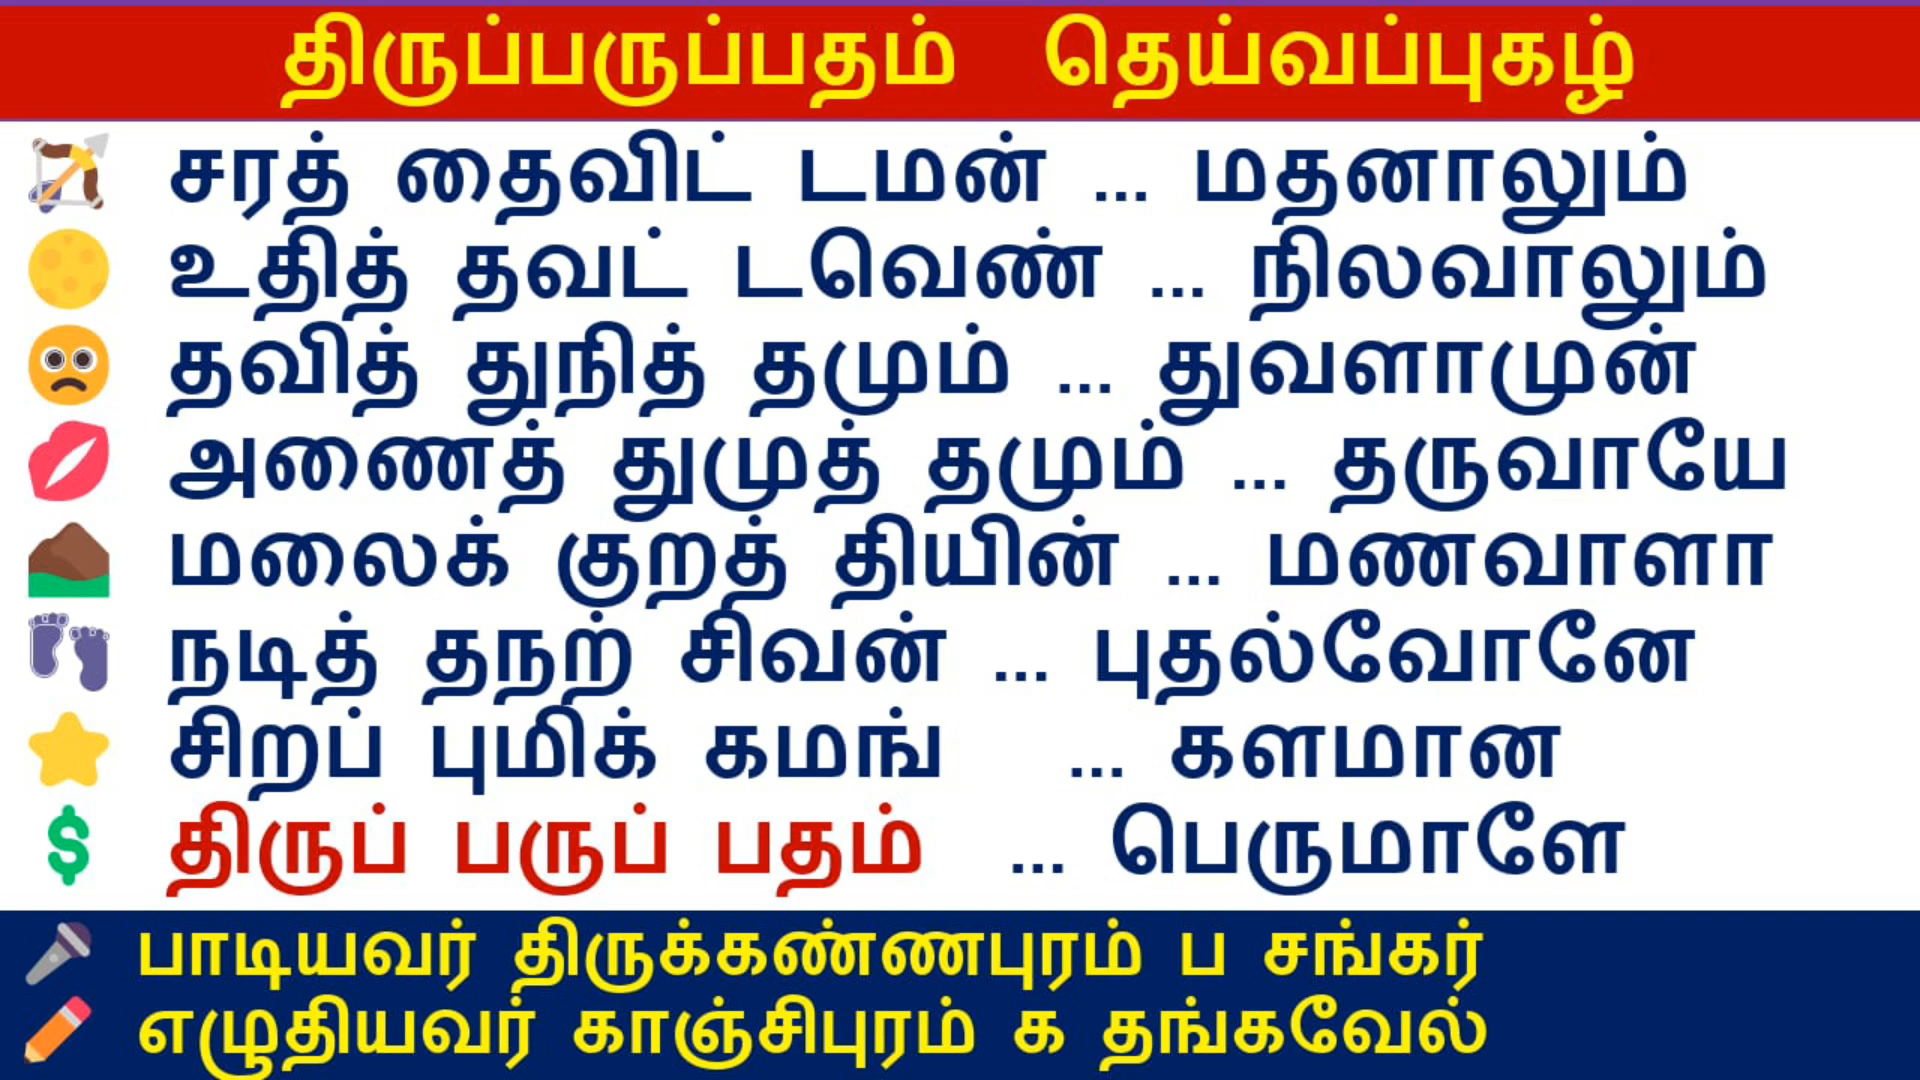 திருப்பருப்பதம் தெய்வப்புகழ்
சரத் தைவிட் டமன் ... மதனாலும்
உதித் தவட் டவெண் ... நிலவாலும்
தவித் துநித் தமும் ... துவளாமுன்
அணைத் துமுத் தமும் ... தருவாயே
மலைக் குறத் தியின் ... மணவாளா
நடித் தநற் சிவன் ... புதல்வோனே
சிறப் புமிக் கமங் ... களமான
திருப் பருப் பதம் ... பெருமாளே
பாடியவர் திருக்கண்ணபுரம் ப சங்கர்
எழுதியவர் காஞ்சிபுரம் க தங்கவேல்